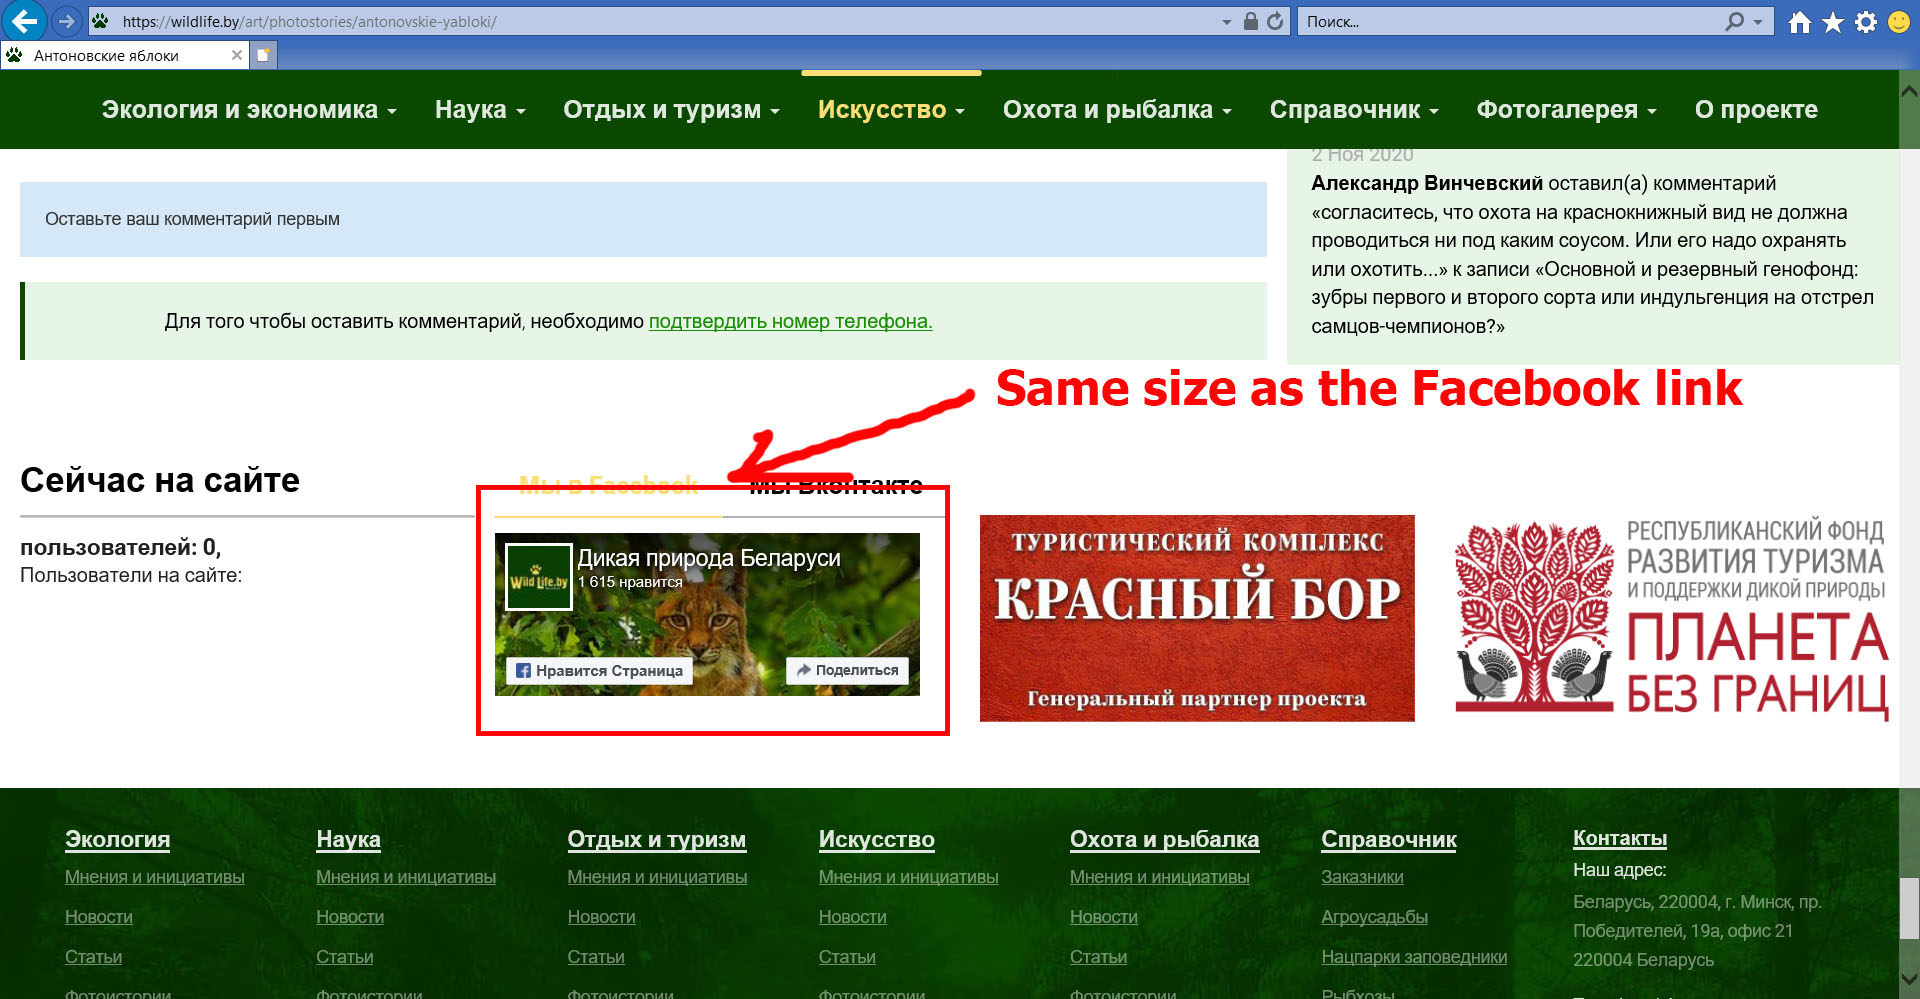 https://wildlife.by/art/photostories/antonovskie-yabloki/
Поиск...
Антоновские яблоки
Экология и экономика
Наука
Отдых и туризм
Искусство
Охота и рыбалка
Справочник
Фотогалерея
О проекте
Оставьте ваш комментарий первым
Для того чтобы оставить комментарий, необходимо подтвердить номер телефона.
2 Ноя 2020
Александр Винчевский оставил(а) комментарий
«согласитесь, что охота на краснокнижный вид не должна
проводиться ни под каким соусом. Или его надо охранять
или охотить...» к записи «Основной и резервный генофонд:
зубры первого и второго сорта или индульгенция на отстрел
самцов-чемпионов?»
Same size as the Facebook link
Сейчас на сайте
пользователей: 0,
Пользователи на сайте:
Мы в Facebook
Мы Вконтакте
Wild Life.by
Дикая природа Беларуси
1 615 нравится
Нравится Страница
Поделиться
ТУРИСТИЧЕСКИЙ КОМПЛЕКС
КРАСНЫЙ БОР
Генеральный партнер проекта
РЕСПУБЛИКАНСКИЙ ФОНД
РАЗВИТИЯ ТУРИЗМА
И ПОДДЕРЖКИ ДИКОЙ ПРИРОДЫ
ПЛАНЕТА
БЕЗ ГРАНИЦ
Экология
Мнения и инициативы
Новости
Статьи
Фотоистории
Наука
Мнения и инициативы
Новости
Статьи
Фотоистории
Отдых и туризм
Мнения и инициативы
Новости
Статьи
Фотоистории
Искусство
Мнения и инициативы
Новости
Статьи
Фотоистории
Охота и рыбалка
Мнения и инициативы
Новости
Статьи
Фотоистории
Справочник
Заказники
Агроусадьбы
Нацпарки заповедники
Рыбхозы
Контакты
Наш адрес:
Беларусь, 220004, г. Минск, пр.
Победителей, 19а, офис 21
220004 Беларусь